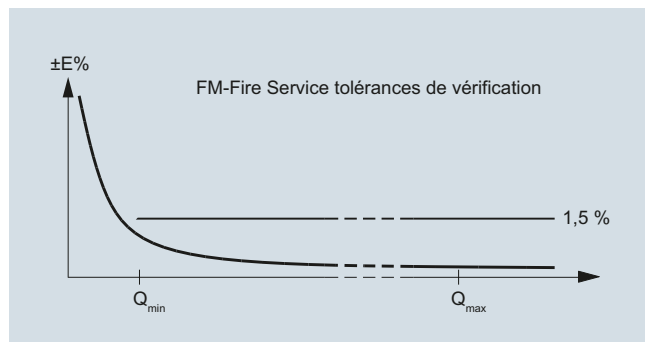 ±E%
FM-Fire Service tolérances de vérification
1,5 %
Qmin
Qmax